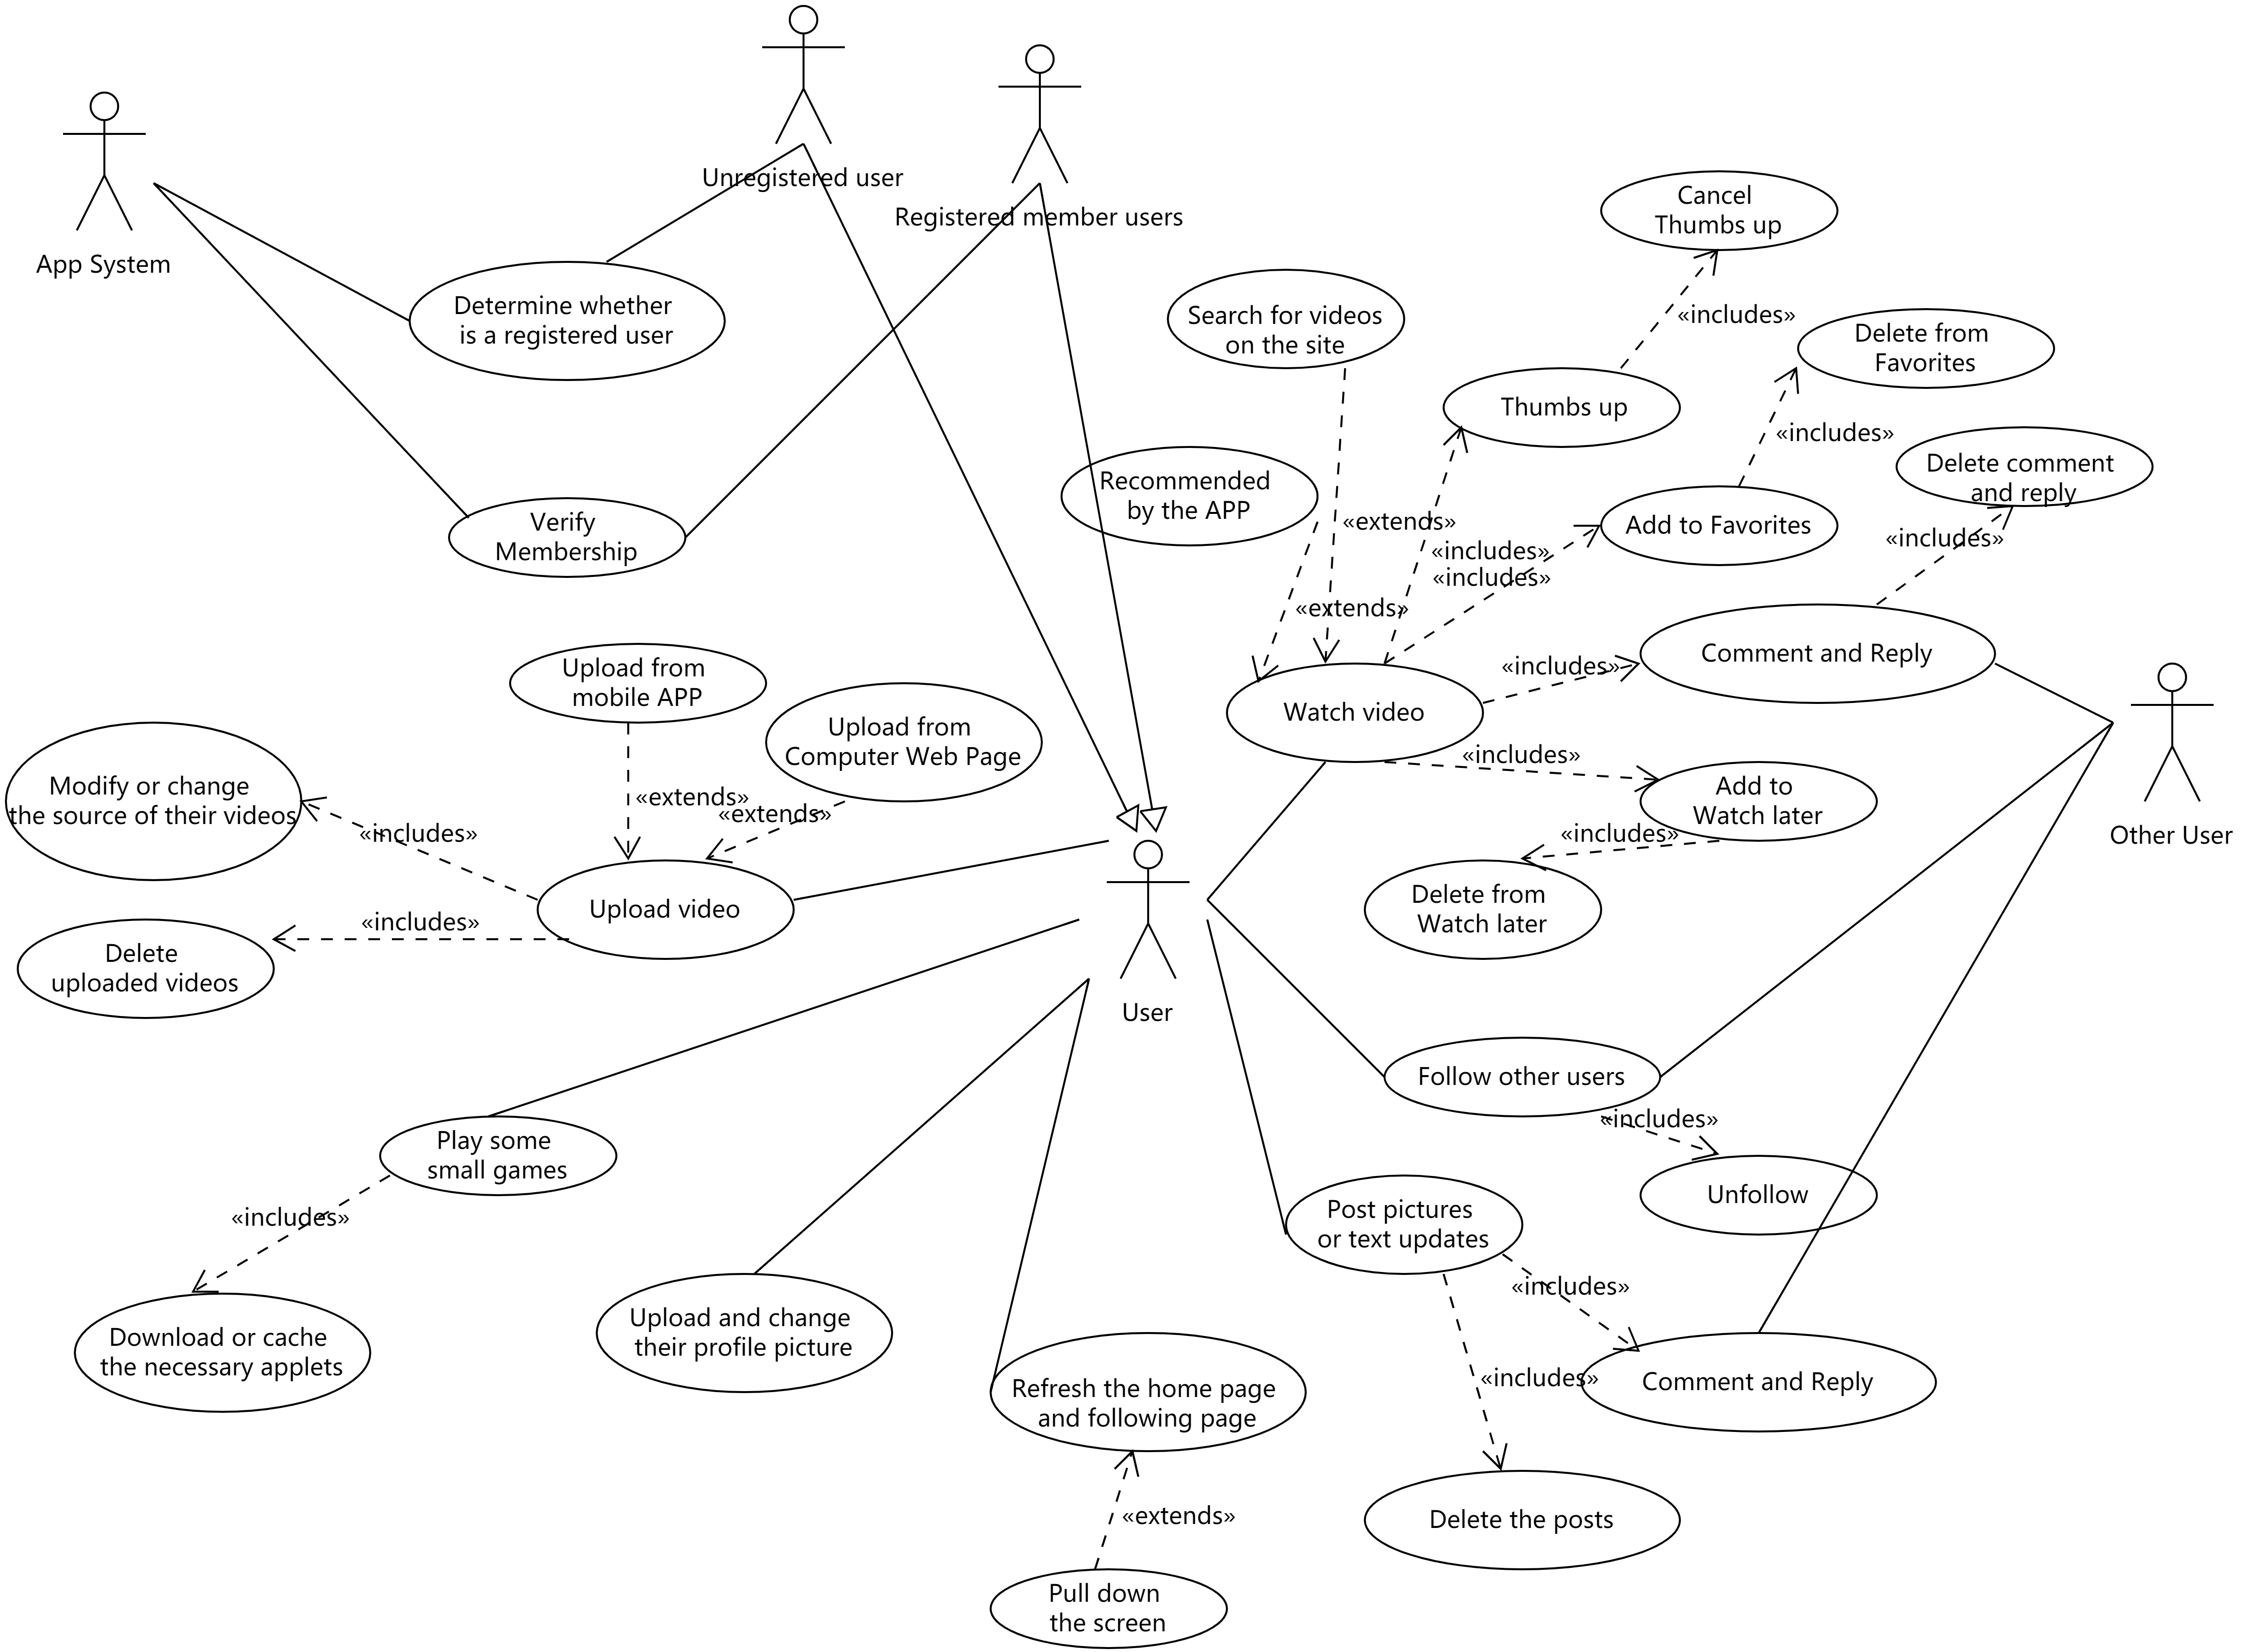 Unregistered user
Registered member users
App System
Cancel
Thumbs up
«includes»
Determine whether
is a registered user
Search for videos
on the site
Delete from
Favorites
Thumbs up
«includes»
Delete comment
and reply
Recommended
by the APP
«extends»
Add to Favorites
Verify
Membership
«includes»
«includes»
«includes»
«extends»
Comment and Reply
«includes»
Upload from
mobile APP
Upload from
Computer Web Page
Watch video
«includes»
Modify or change
the source of their videos
«extends»
«extends»
Add to
Watch later
«includes»
«includes»
Other User
Upload video
«includes»
Delete from
Watch later
Delete
uploaded videos
User
Follow other users
«includes»
Play some
small games
Unfollow
«includes»
Post pictures
or text updates
«includes»
Download or cache
the necessary applets
Upload and change
their profile picture
Refresh the home page
and following page
«includes»
Comment and Reply
«extends»
Delete the posts
Pull down
the screen